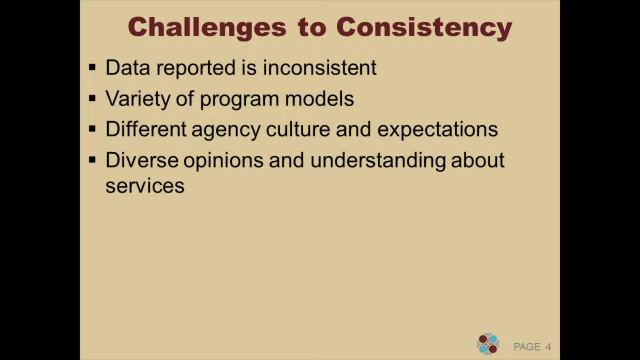 Challenges to Consistency
▪ Data reported is inconsistent
▪ Variety of program models
▪ Different agency culture and expectations
▪ Diverse opinions and understanding about
services
PAGE 4